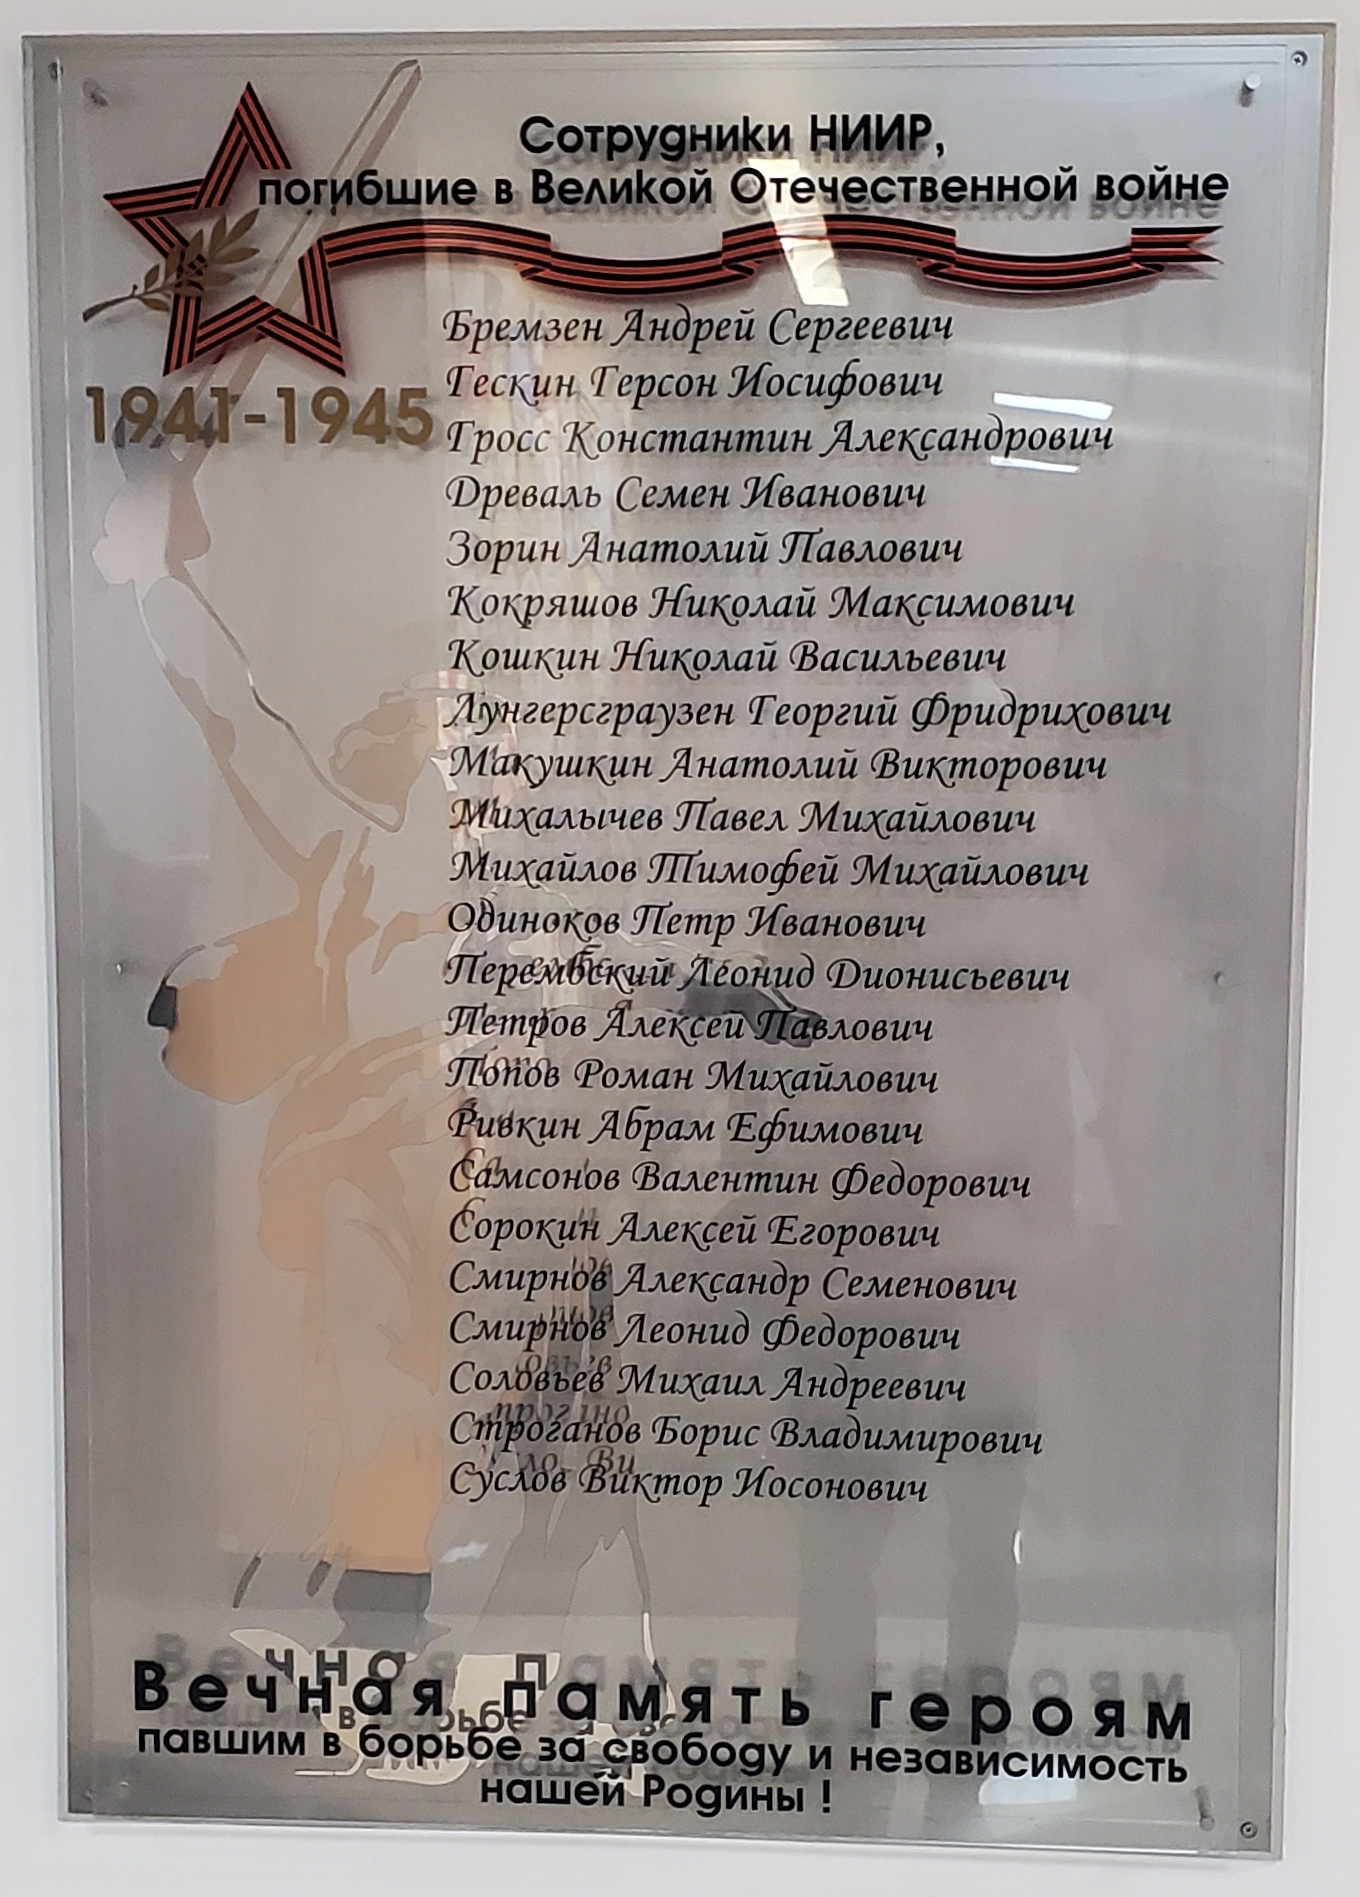 Сотрудники НИИР,
погибшие в Великой Отечественной войне
1941-1945
Бремзен Андрей Сергеевич
Гескин Герсон Иосифович
Гросс Константин Александрович
Древаль Семен Иванович
Зорин Анатолий Павлович
Кокряшов Николай Максимович
Кошкин Николай Васильевич
Лунгерсграузен Георгий Фридрихович
Макушкин Анатолий Викторович
Михалычев Павел Михайлович
Михайлов Тимофей Михайлович
Одиноков Петр Иванович
Перембский Леонид Дионисьевич
Петров Алексей Павлович
Попов Роман Михайлович
Ривкин Абрам Ефимович
Самсонов Валентин Федорович
Сорокин Алексей Егорович
Смирнов Александр Семенович
Смирнов Леонид Федорович
Соловьев Михаил Андреевич
Строганов Борис Владимирович
Суслов Виктор Иосонович
Вечная память героям
павшим в борьбе за свободу и независимость
нашей Родины !